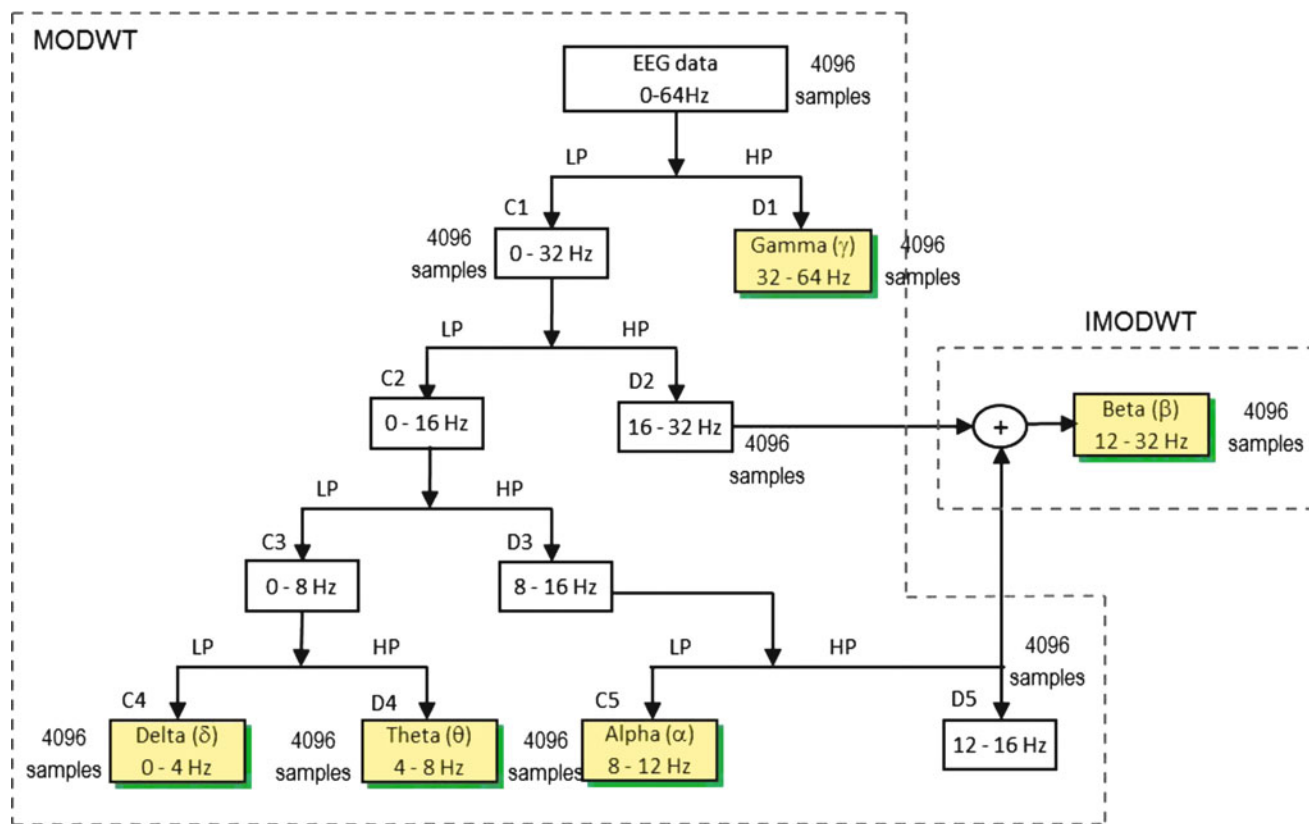 MODWT
EEG data
0-64Hz
4096
samples
LP
HP
C1
D1
4096
samples
0 - 32 Hz
Gamma (γ)
32 - 64 Hz
4096
samples
IMODWT
LP
HP
C2
D2
0 - 16 Hz
16 - 32 Hz
4096
samples
+
Beta (β)
12 - 32 Hz
4096
samples
LP
HP
C3
D3
0 - 8 Hz
8 - 16 Hz
LP
HP
LP
HP
4096
samples
C4
D4
C5
D5
4096
samples
Delta (δ)
0 - 4 Hz
4096
samples
Theta (θ)
4 - 8 Hz
4096
samples
Alpha (α)
8 - 12 Hz
12 - 16 Hz